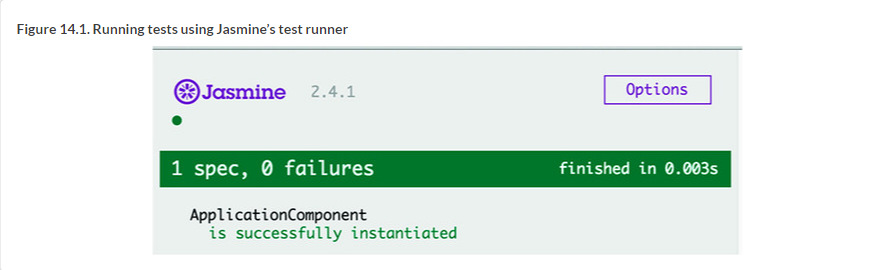 Figure 14.1. Running tests using Jasmine’s test runner
Jasmine 2.4.1 Options
1 spec, 0 failures finished in 0.003s
ApplicationComponent
is successfully instantiated